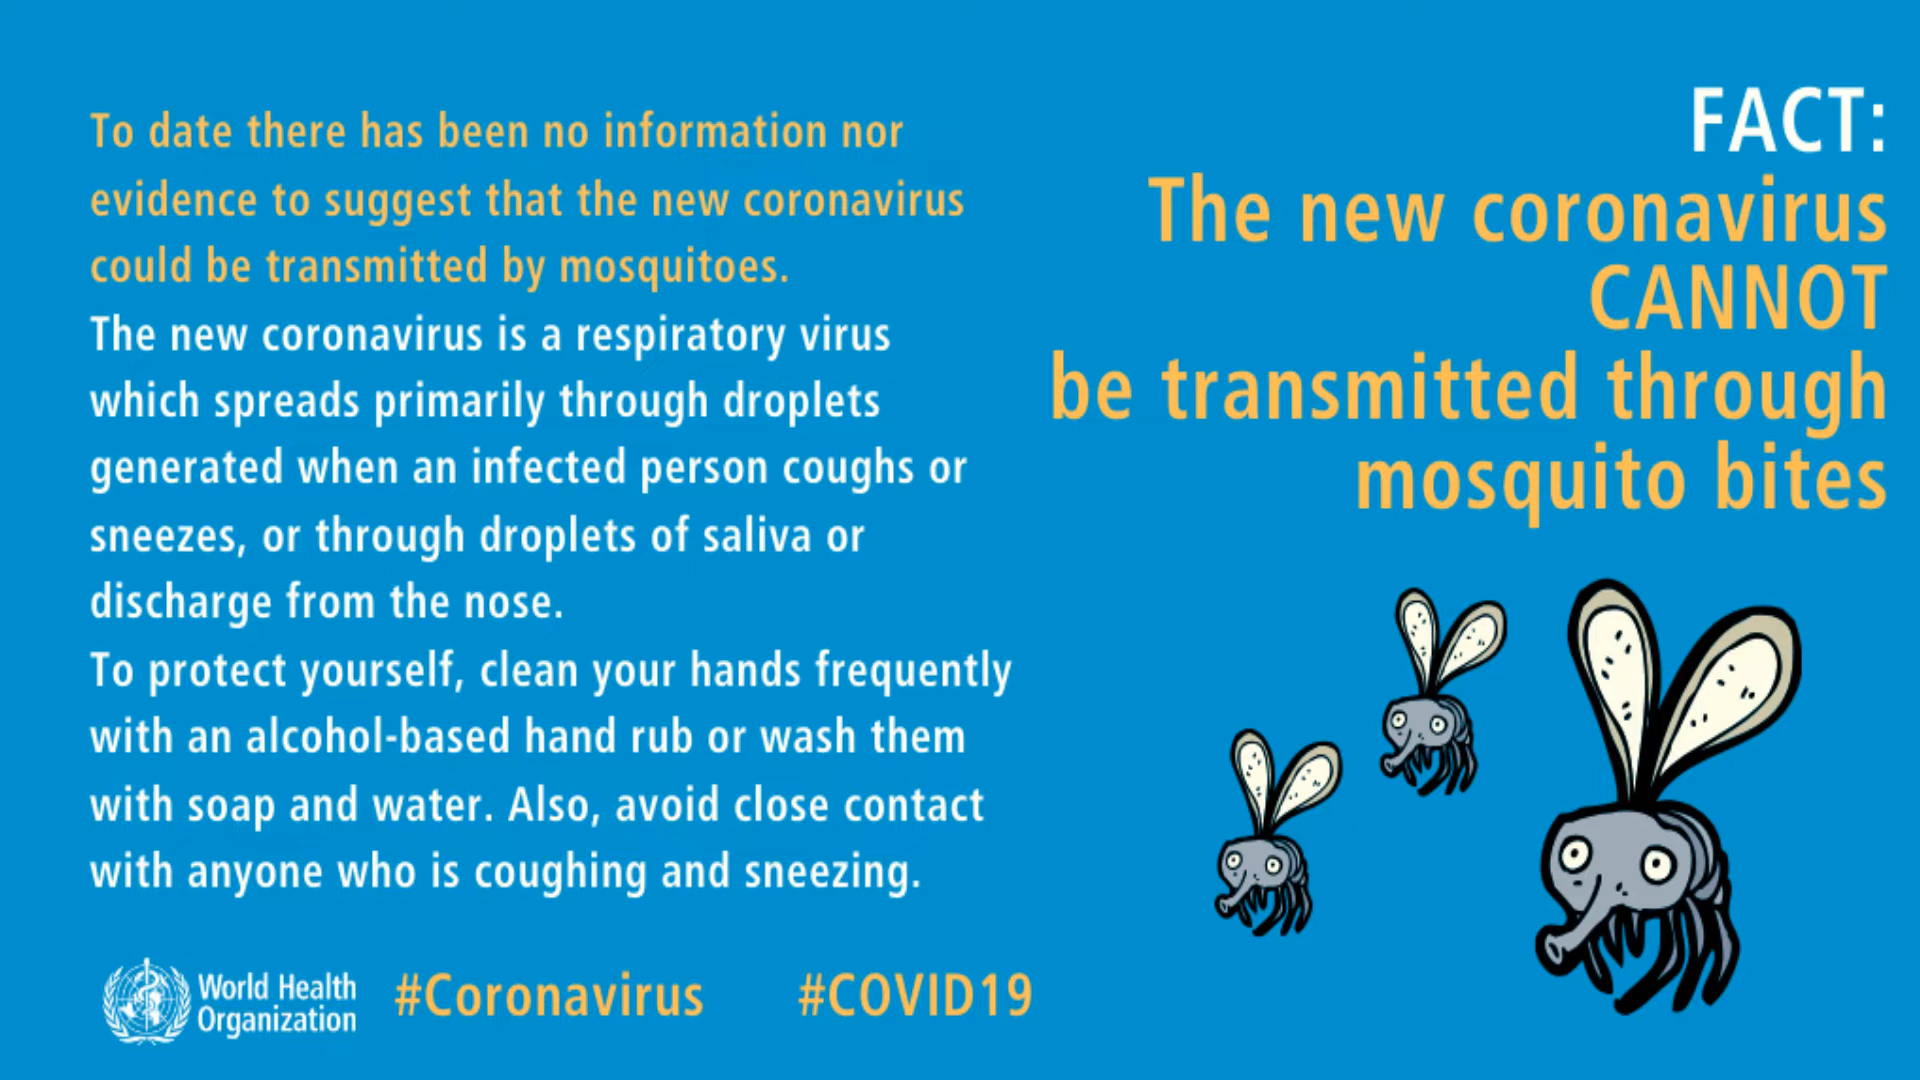 To date there has been no information nor
evidence to suggest that the new coronavirus
could be transmitted by mosquitoes.
The new coronavirus is a respiratory virus
which spreads primarily through droplets
generated when an infected person coughs or
sneezes, or through droplets of saliva or
discharge from the nose.
To protect yourself, clean your hands frequently
with an alcohol-based hand rub or wash them
with soap and water. Also, avoid close contact
with anyone who is coughing and sneezing.
FACT:
The new coronavirus
CANNOT
be transmitted through
mosquito bites
World Health
Organization
#Coronavirus #COVID19